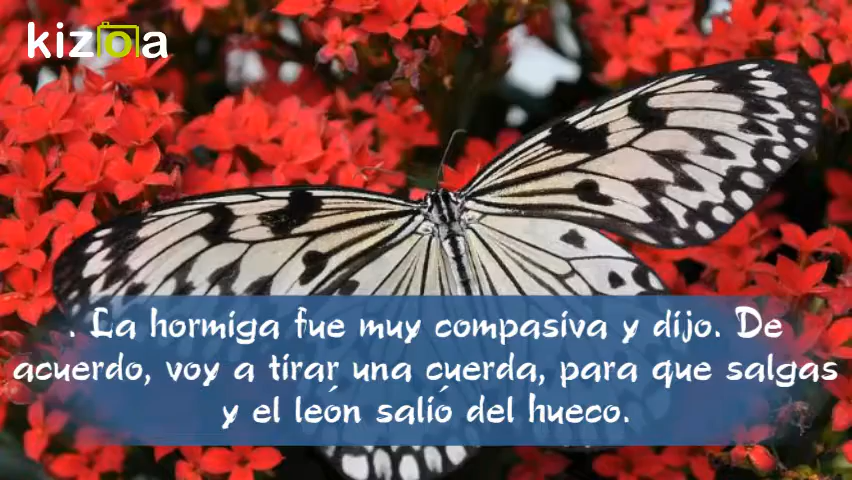 kizoa
. La hormiga fue muy compasiva y dijo. De
acuerdo, voy a tirar una cuerda, para que salgas
y el león salió del hueco.